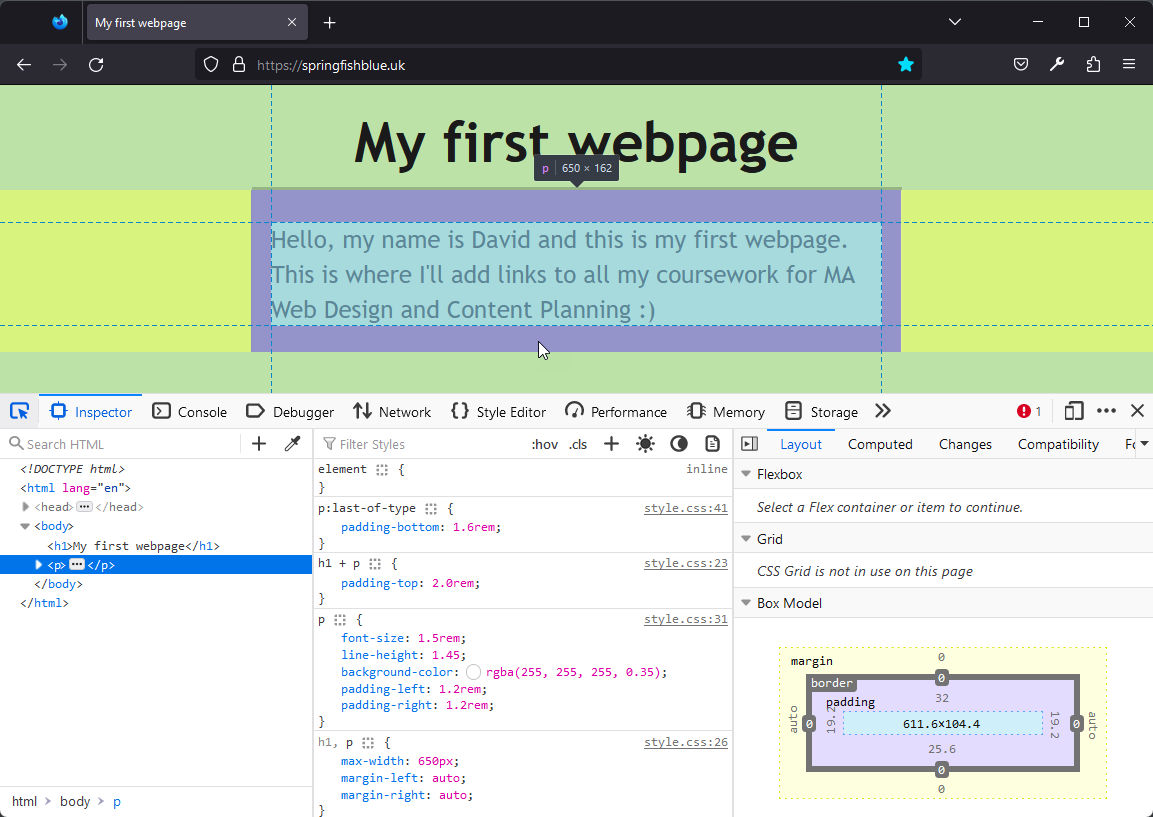 My first webpage
https://springfishblue.uk
My first webpage
p 650 × 162
Hello, my name is David and this is my first webpage.
This is where I'll add links to all my coursework for MA
Web Design and Content Planning :)
Inspector Console Debugger Network Style Editor Performance Memory Storage 1
Search HTML
<!DOCTYPE html>
<html lang="en">
<head> ••• </head>
<body>
<h1>My first webpage</h1>
<p> ••• </p>
</body>
</html>
html > body > p
Filter Styles :hov .cls
element { inline
}
p:last-of-type { style.css:41
padding-bottom: 1.6rem;
}
h1 + p { style.css:23
padding-top: 2.0rem;
}
p { style.css:31
font-size: 1.5rem;
line-height: 1.45;
background-color: rgba(255, 255, 255, 0.35);
padding-left: 1.2rem;
padding-right: 1.2rem;
}
h1, p { style.css:26
max-width: 650px;
margin-left: auto;
margin-right: auto;
}
Layout Computed Changes Compatibility Fo
Flexbox
Select a Flex container or item to continue.
Grid
CSS Grid is not in use on this page
Box Model
margin 0
border 0
padding 32
auto 0 19.2 611.6×104.4 19.2 0 auto
25.6
0
0